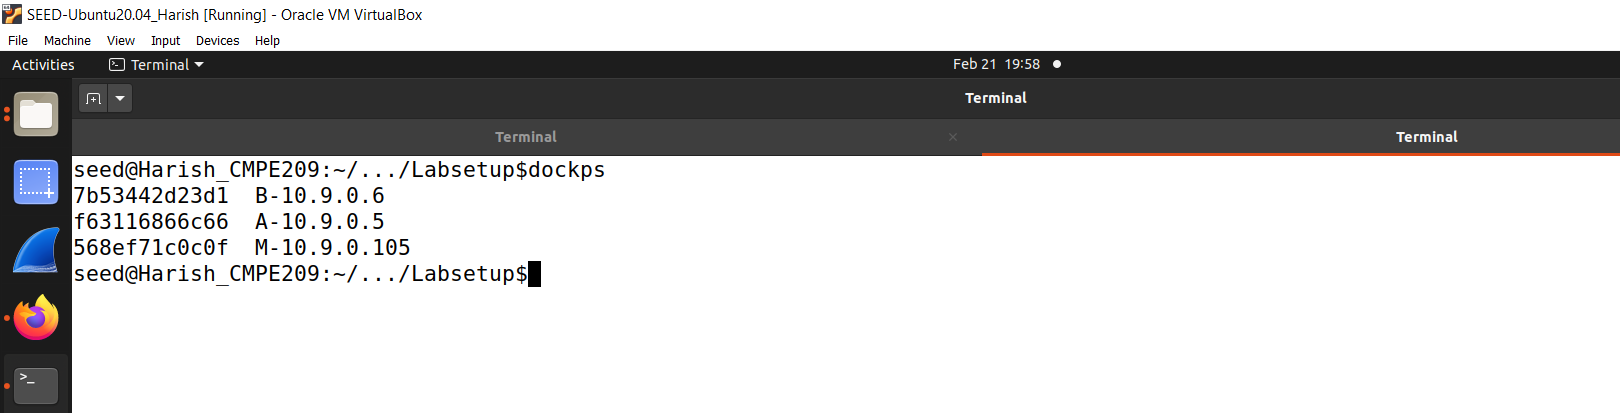 SEED-Ubuntu20.04_Harish [Running] - Oracle VM VirtualBox
File Machine View Input Devices Help
Activities Terminal Feb 21 19:58
Terminal
Terminal × Terminal
seed@Harish_CMPE209:~/.../Labsetup$dockps
7b53442d23d1 B-10.9.0.6
f63116866c66 A-10.9.0.5
568ef71c0c0f M-10.9.0.105
seed@Harish_CMPE209:~/.../Labsetup$